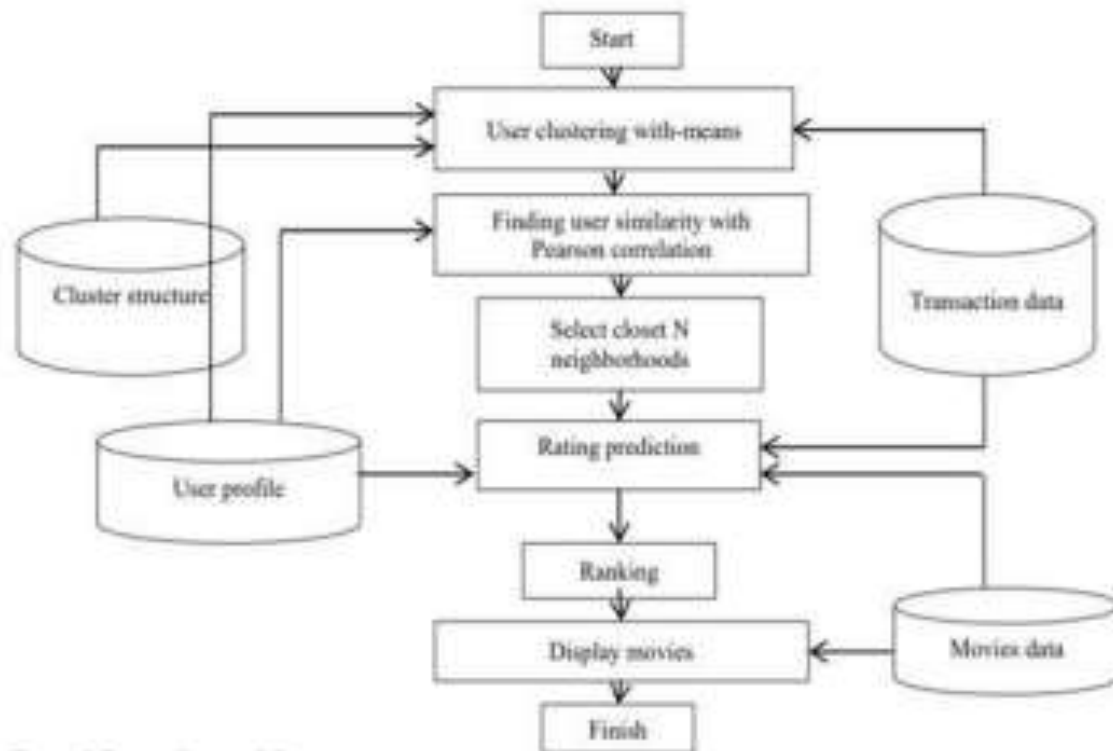 Start
User clustering with-means
Finding user similarity with
Pearson correlation
Cluster structure
Transaction data
Select closet N
neighborhoods
Rating prediction
User profile
Ranking
Display movies
Movies data
Finish